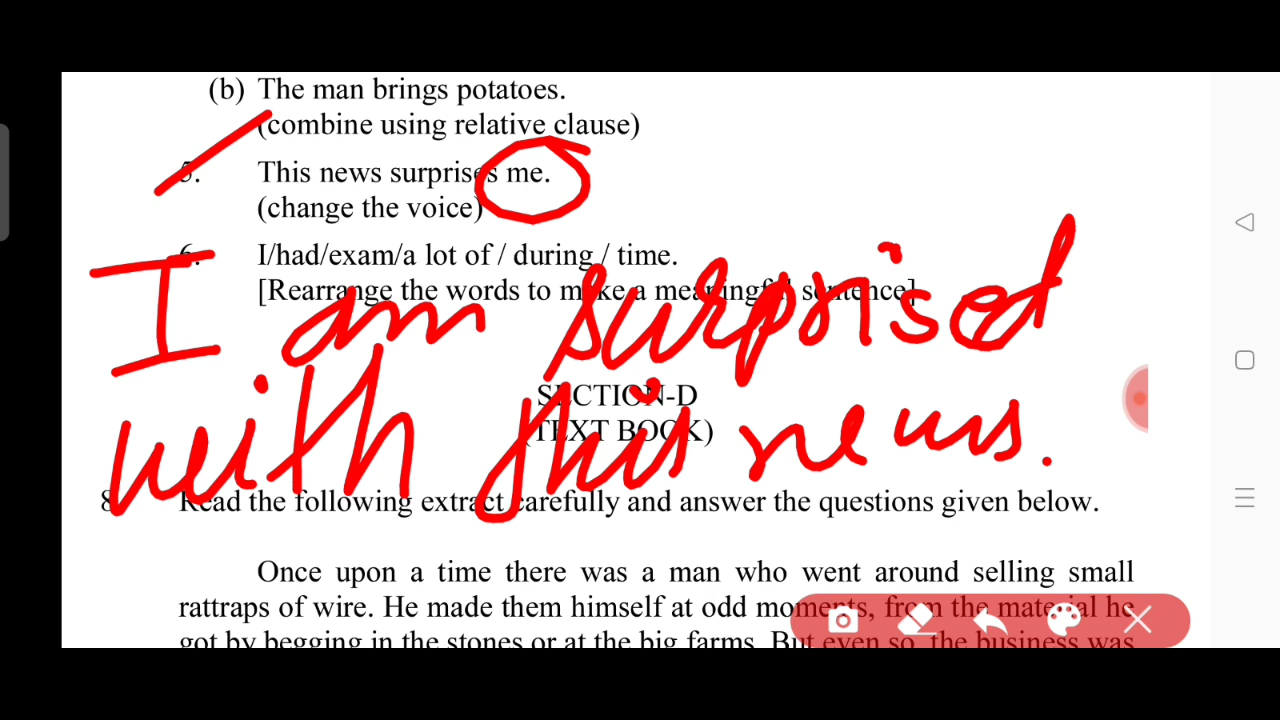 (b) The man brings potatoes.
(combine using relative clause)
5. This news surprises me.
(change the voice)
6. I/had/exam/a lot of / during / time.
[Rearrange the words to make a meaningful sentence]
I am surprised
with this news.
SECTION-D
(TEXT BOOK)
8 Read the following extract carefully and answer the questions given below.
Once upon a time there was a man who went around selling small
rattraps of wire. He made them himself at odd moments, from the material he
got by begging in the stones or at the big farms. But even so, the business was